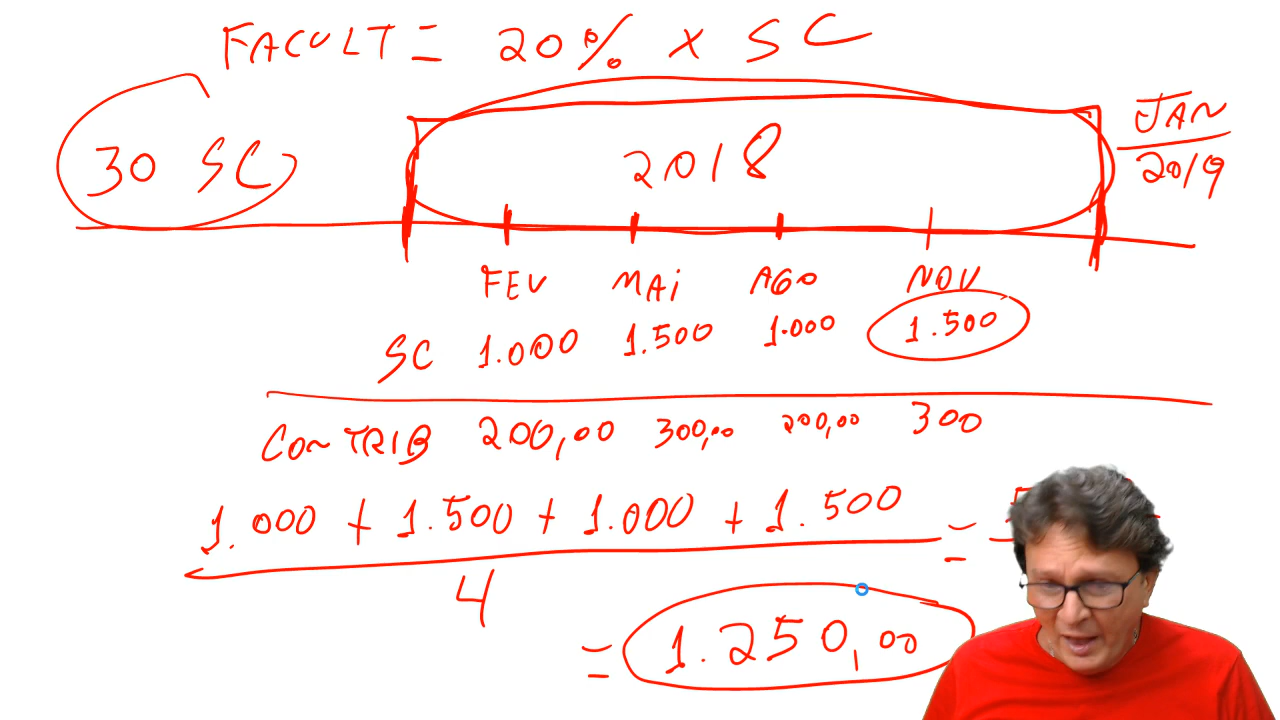 FACULT = 20% X SC
30 SC
2018
JAN
2019
FEV MAi AGO NOV
SC 1.000 1.500 1.000 1.500
CONTRIB 200,00 300,00 200,00 300
1.000 + 1.500 + 1.000 + 1.500 =
4
= 1.250,00